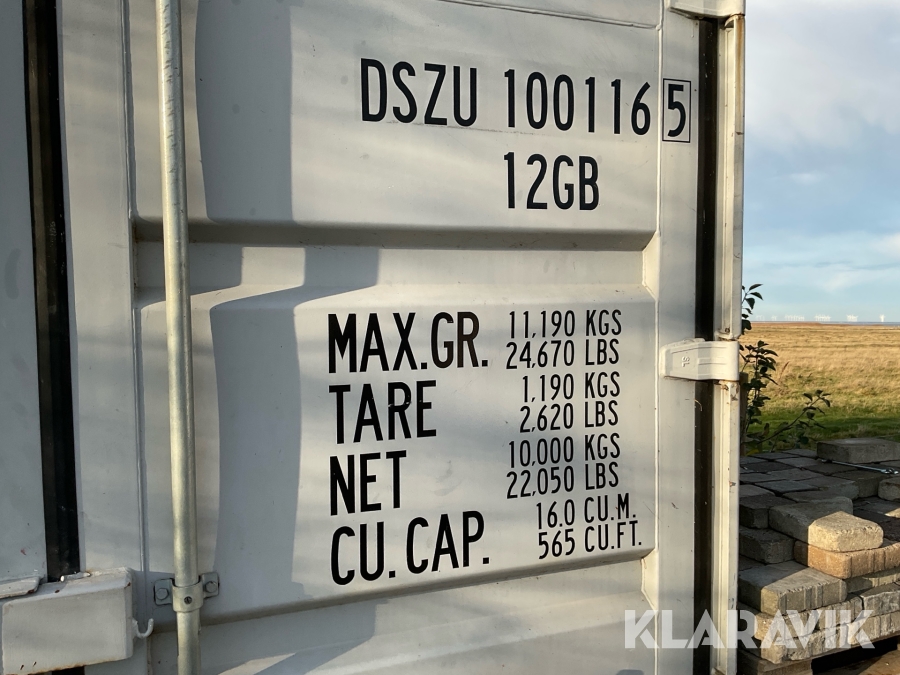 DSZU 100116 5
12GB
MAX.GR. 11,190 KGS
24,670 LBS
TARE 1,190 KGS
2,620 LBS
NET 10,000 KGS
22,050 LBS
CU.CAP. 16.0 CU.M.
565 CU.FT.
KLARAVIK